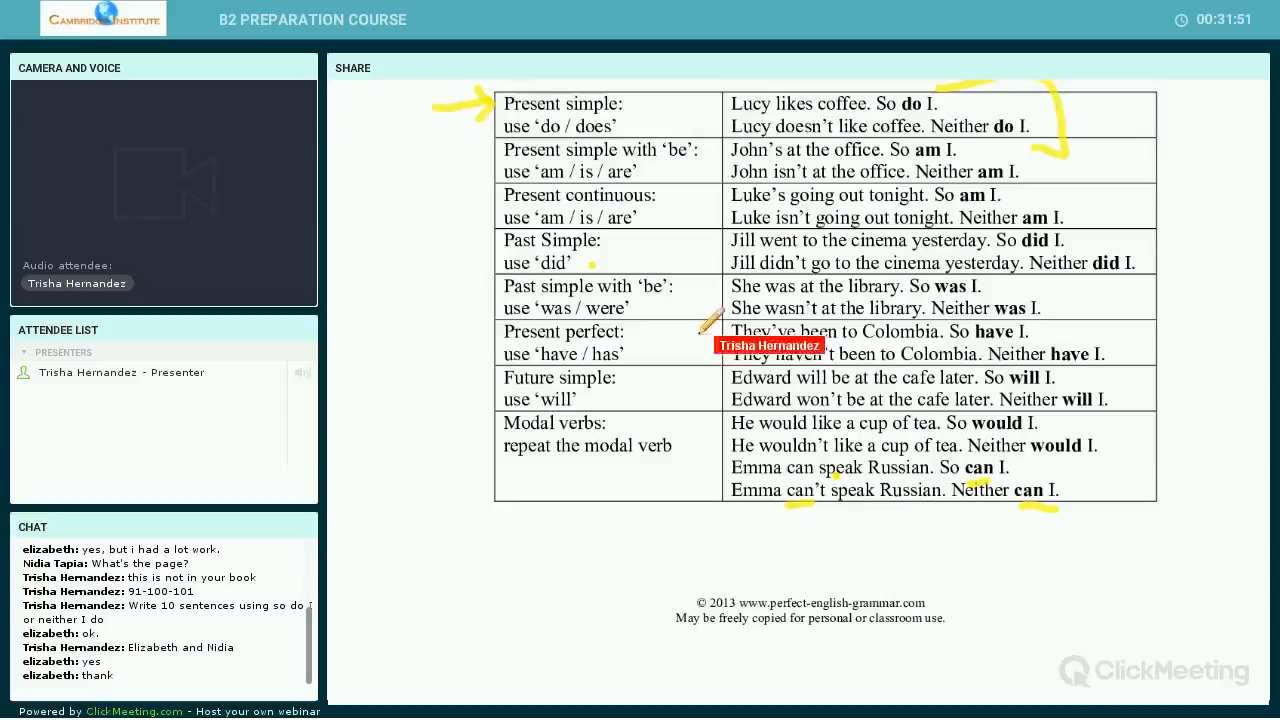 CAMBRIDGE INSTITUTE
B2 PREPARATION COURSE
00:31:51
CAMERA AND VOICE
Audio attendee:
Trisha Hernandez
ATTENDEE LIST
PRESENTERS
Trisha Hernandez - Presenter
CHAT
elizabeth: yes, but i had a lot work.
Nidia Tapia: What's the page?
Trisha Hernandez: this is not in your book
Trisha Hernandez: 91-100-101
Trisha Hernandez: Write 10 sentences using so do I
or neither I do
elizabeth: ok.
Trisha Hernandez: Elizabeth and Nidia
elizabeth: yes
elizabeth: thank
Powered by ClickMeeting.com - Host your own webinar
SHARE
Present simple:
use ‘do / does’
Lucy likes coffee. So do I.
Lucy doesn’t like coffee. Neither do I.
Present simple with ‘be’:
use ‘am / is / are’
John’s at the office. So am I.
John isn’t at the office. Neither am I.
Present continuous:
use ‘am / is / are’
Luke’s going out tonight. So am I.
Luke isn’t going out tonight. Neither am I.
Past Simple:
use ‘did’
Jill went to the cinema yesterday. So did I.
Jill didn’t go to the cinema yesterday. Neither did I.
Past simple with ‘be’:
use ‘was / were’
She was at the library. So was I.
She wasn’t at the library. Neither was I.
Present perfect:
use ‘have / has’
They’ve been to Colombia. So have I.
Trisha Hernandez
They haven’t been to Colombia. Neither have I.
Future simple:
use ‘will’
Edward will be at the cafe later. So will I.
Edward won’t be at the cafe later. Neither will I.
Modal verbs:
repeat the modal verb
He would like a cup of tea. So would I.
He wouldn’t like a cup of tea. Neither would I.
Emma can speak Russian. So can I.
Emma can’t speak Russian. Neither can I.
© 2013 www.perfect-english-grammar.com
May be freely copied for personal or classroom use.
ClickMeeting